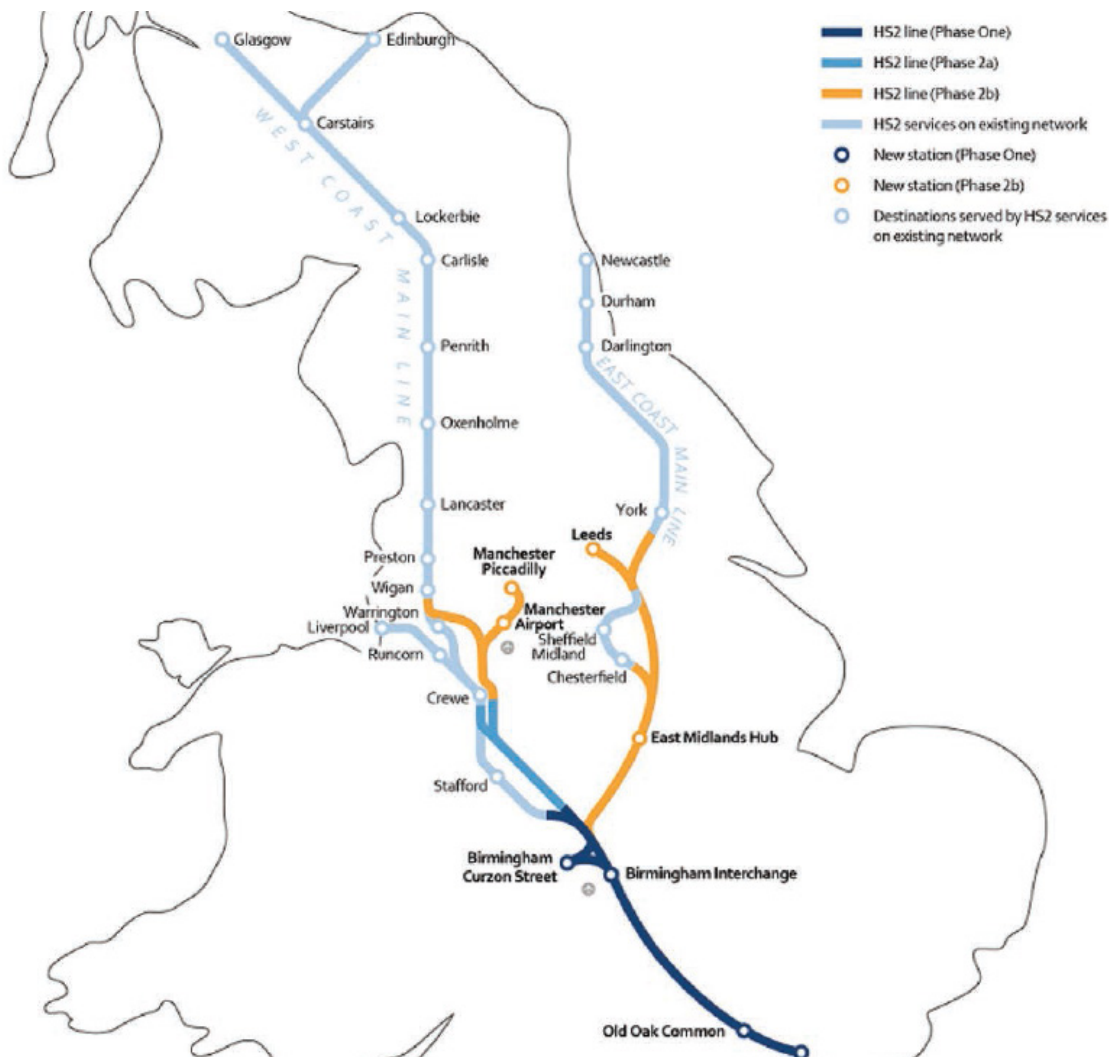 HS2 line (Phase One)
HS2 line (Phase 2a)
HS2 line (Phase 2b)
HS2 services on existing network
New station (Phase One)
New station (Phase 2b)
Destinations served by HS2 services
on existing network
Glasgow
Edinburgh
Carstairs
WEST COAST MAIN LINE
Lockerbie
Carlisle
Penrith
Oxenholme
Lancaster
Preston
Wigan
Warrington
Liverpool
Runcorn
Crewe
Stafford
Newcastle
Durham
Darlington
EAST COAST MAIN LINE
York
Leeds
Manchester
Piccadilly
Manchester
Airport
Sheffield
Midland
Chesterfield
East Midlands Hub
Birmingham
Curzon Street
Birmingham Interchange
Old Oak Common